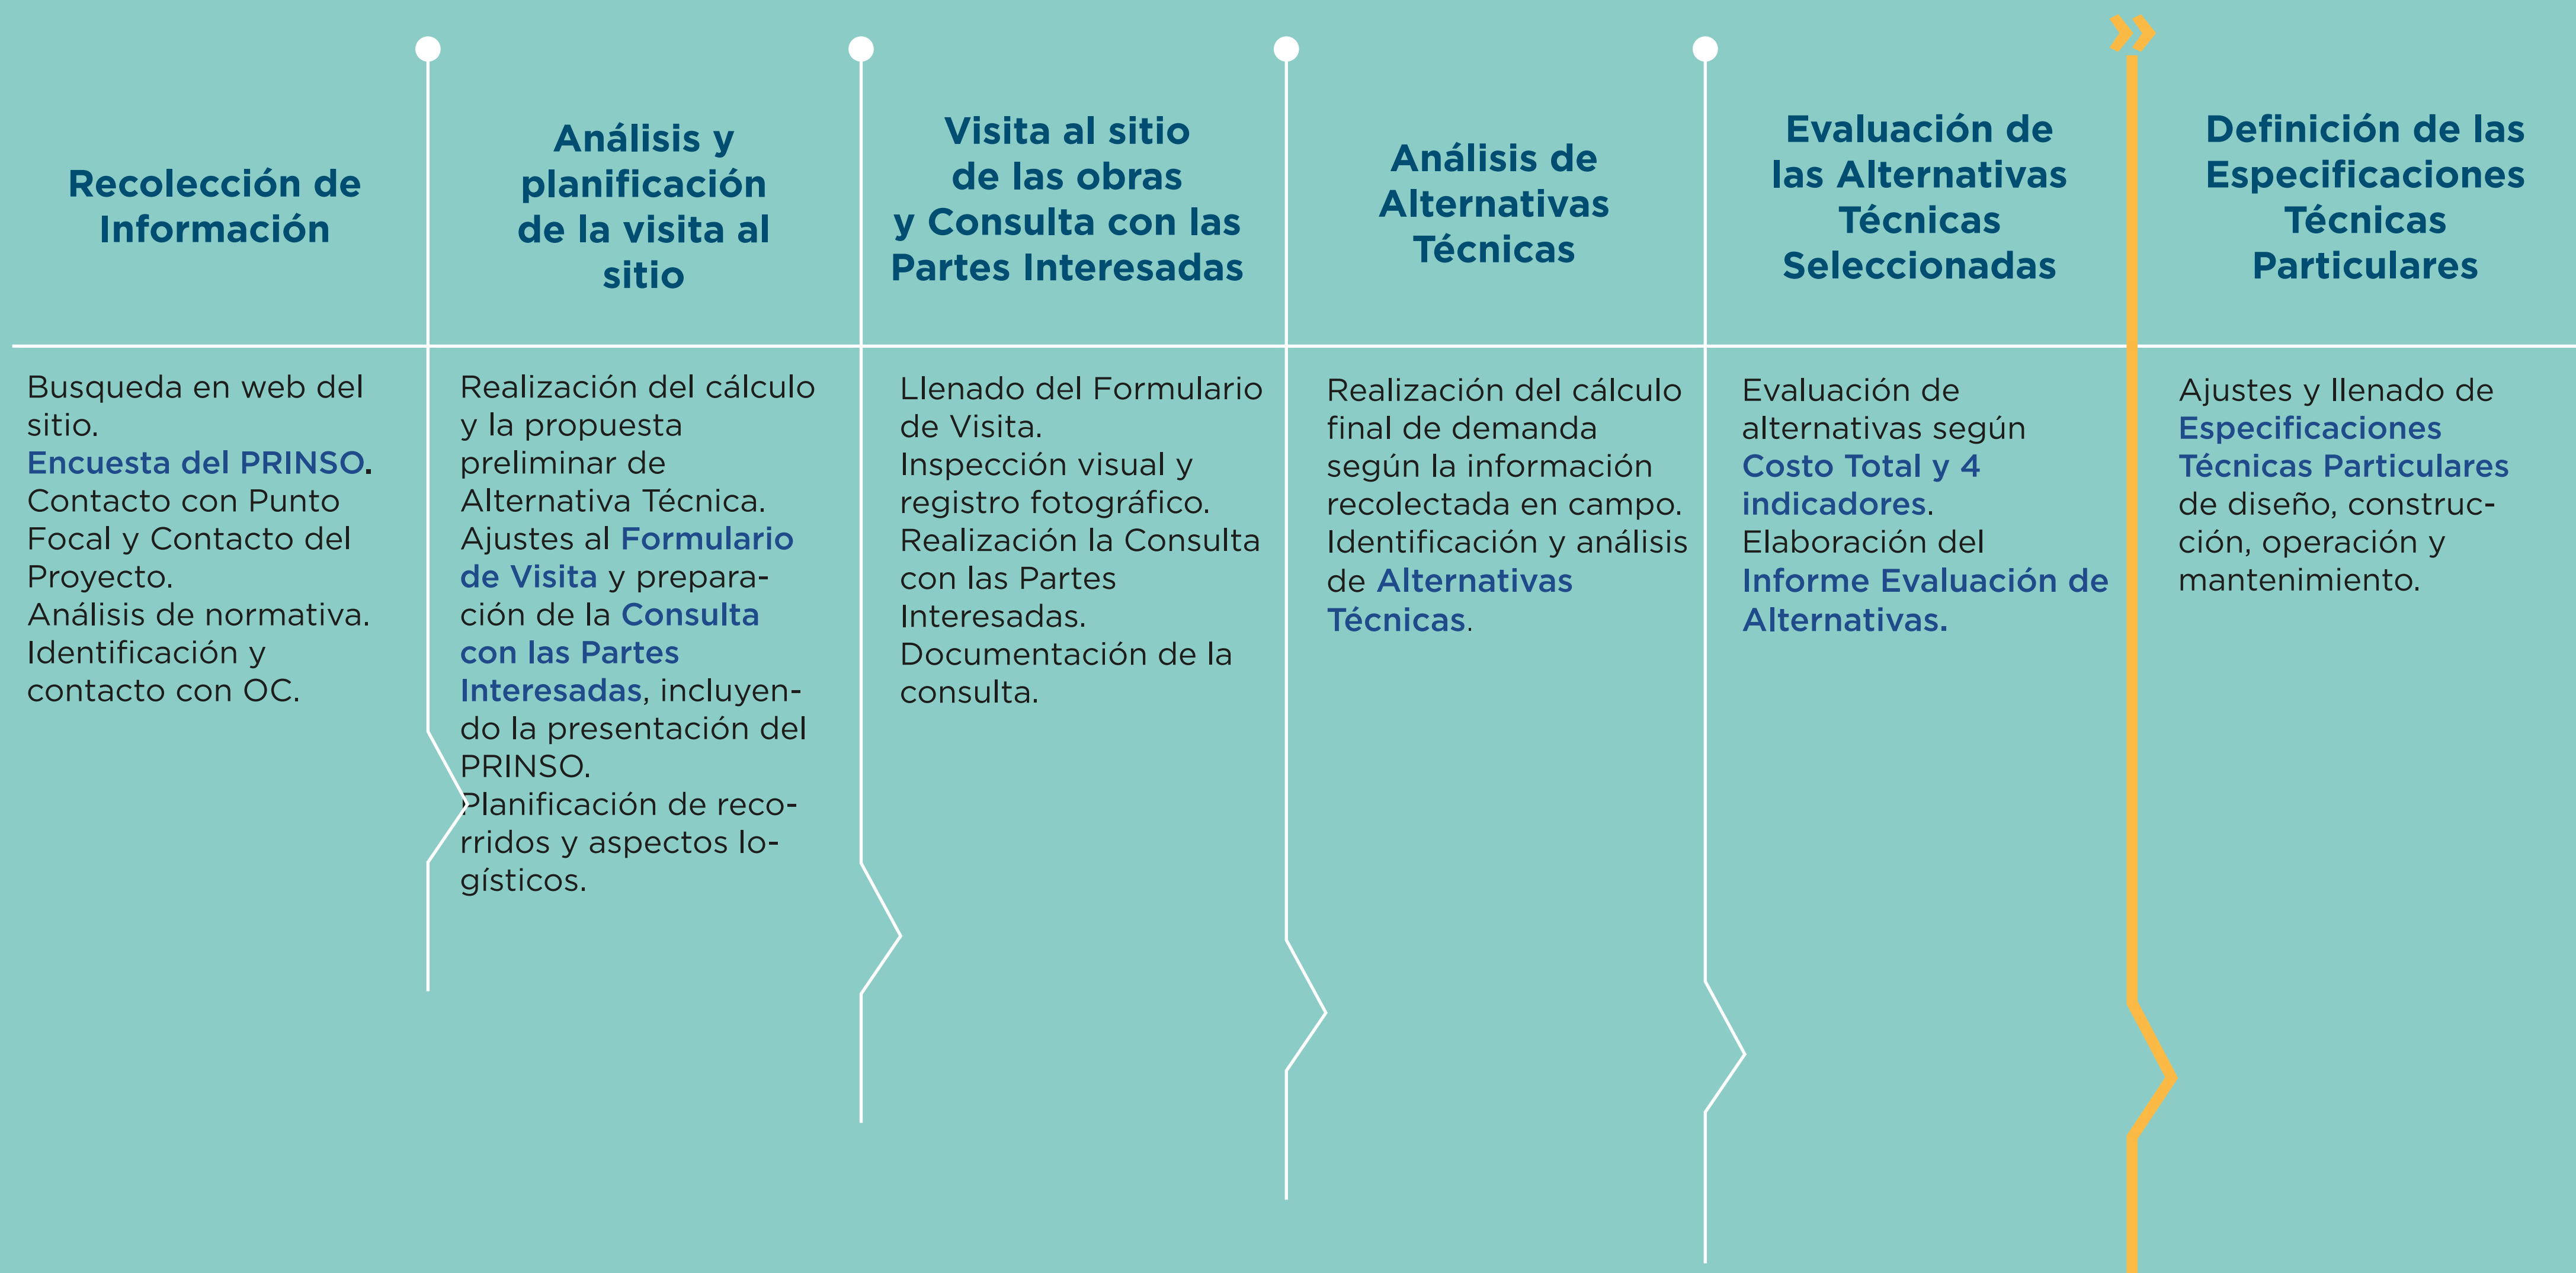 Recolección de
Información
Busqueda en web del
sitio.
Encuesta del PRINSO.
Contacto con Punto
Focal y Contacto del
Proyecto.
Análisis de normativa.
Identificación y
contacto con OC.
Análisis y
planificación
de la visita al
sitio
Realización del cálculo
y la propuesta
preliminar de
Alternativa Técnica.
Ajustes al Formulario
de Visita y prepara-
ción de la Consulta
con las Partes
Interesadas, incluyen-
do la presentación del
PRINSO.
Planificación de reco-
rridos y aspectos lo-
gísticos.
Visita al sitio
de las obras
y Consulta con las
Partes Interesadas
Llenado del Formulario
de Visita.
Inspección visual y
registro fotográfico.
Realización la Consulta
con las Partes
Interesadas.
Documentación de la
consulta.
Análisis de
Alternativas
Técnicas
Realización del cálculo
final de demanda
según la información
recolectada en campo.
Identificación y análisis
de Alternativas
Técnicas.
Evaluación de
las Alternativas
Técnicas
Seleccionadas
Evaluación de
alternativas según
Costo Total y 4
indicadores.
Elaboración del
Informe Evaluación de
Alternativas.
Definición de las
Especificaciones
Técnicas
Particulares
Ajustes y llenado de
Especificaciones
Técnicas Particulares
de diseño, construc-
ción, operación y
mantenimiento.